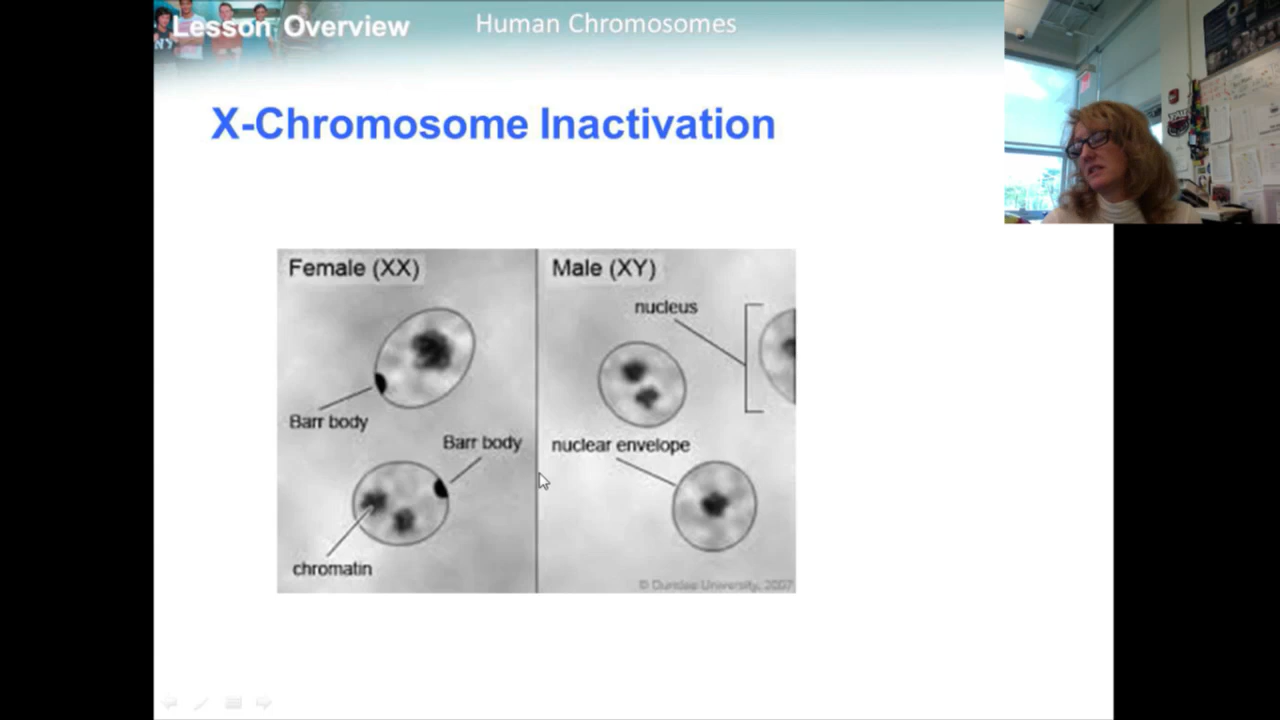 Lesson Overview
Human Chromosomes
X-Chromosome Inactivation
Female (XX)
Male (XY)
nucleus
Barr body
Barr body
nuclear envelope
chromatin
© Dundee University, 2007